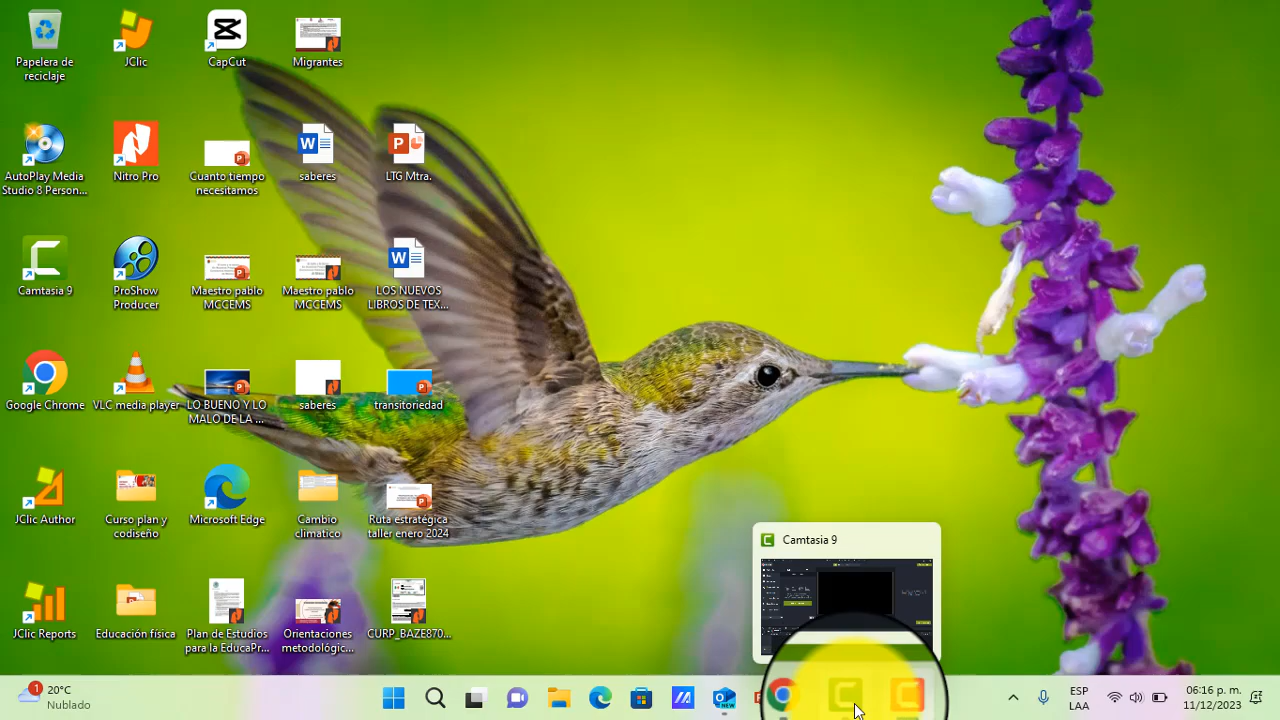 Papelera de
reciclaje
JClic
CapCut
Migrantes
AutoPlay Media
Studio 8 Person...
Nitro Pro
Cuanto tiempo
necesitamos
saberes
LTG Mtra.
Camtasia 9
ProShow
Producer
Maestro pablo
MCCEMS
Maestro pablo
MCCEMS
LOS NUEVOS
LIBROS DE TEX...
Google Chrome
VLC media player
LO BUENO Y LO
MALO DE LA ...
saberes
transitoriedad
JClic Author
Curso plan y
codiseño
Microsoft Edge
Cambio
climatico
Ruta estratégica
taller enero 2024
JClic Reports
Educación física
Plan de Estudios
para la EducaPr...
Orientaciones
metodológic...
CURP_BAZE870...
Camtasia 9
1
20°C
Nublado
NEW
ESP
LAA
16 p. m.
11/12/2023